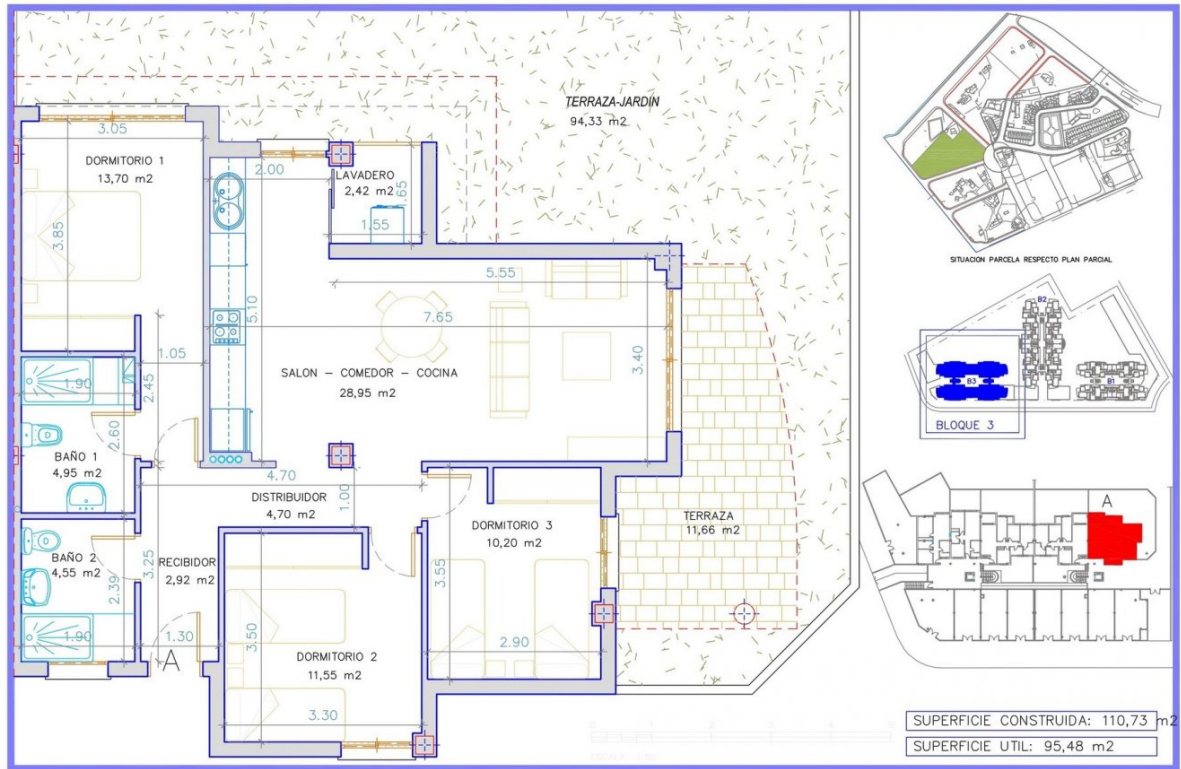 TERRAZA-JARDIN
94,33 m2
3.05
DORMITORIO 1
13,70 m2
3.85
2.00
LAVADERO
2,42 m2
1.55
5.55
5.10
7.65
3.40
SALON - COMEDOR - COCINA
28,95 m2
1.05
2.45
1.90
2.60
BAÑO 1
4,95 m2
4.70
DISTRIBUIDOR
4,70 m2
1.00
BAÑO 2
4,55 m2
2.39
3.25
RECIBIDOR
2,92 m2
1.90
1.30
A
DORMITORIO 3
10,20 m2
3.55
2.90
TERRAZA
11,66 m2
3.50
DORMITORIO 2
11,55 m2
3.30
SITUACION PARCELA RESPECTO PLAN PARCIAL
B2
B3
B1
BLOQUE 3
A
SUPERFICIE CONSTRUIDA: 110,73 m2
SUPERFICIE UTIL: 95,48 m2